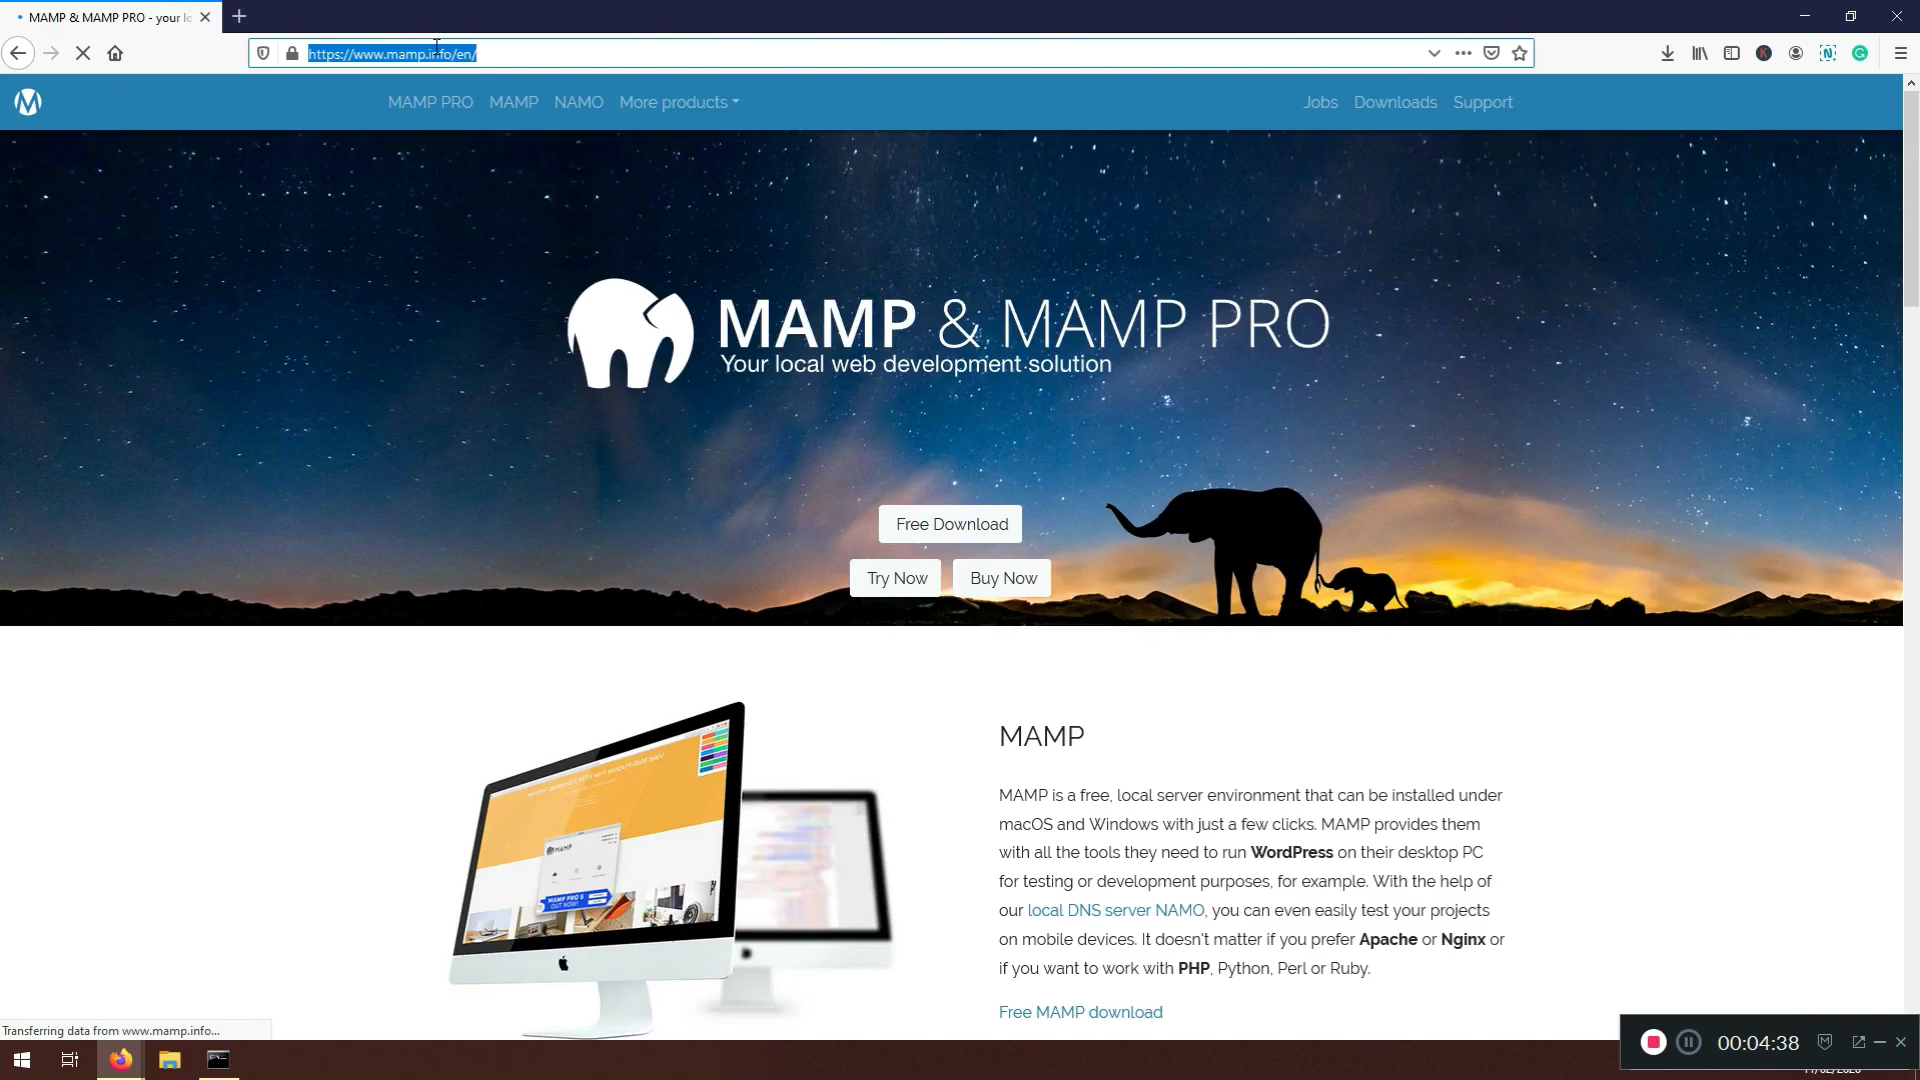 MAMP & MAMP PRO - your lo
https://www.mamp.info/en/
MAMP PRO MAMP NAMO More products Jobs Downloads Support
MAMP & MAMP PRO
Your local web development solution
Free Download
Try Now Buy Now
MAMP
MAMP is a free, local server environment that can be installed under
macOS and Windows with just a few clicks. MAMP provides them
with all the tools they need to run WordPress on their desktop PC
for testing or development purposes, for example. With the help of
our local DNS server NAMO, you can even easily test your projects
on mobile devices. It doesn't matter if you prefer Apache or Nginx or
if you want to work with PHP, Python, Perl or Ruby.
Free MAMP download
MAMP PRO 5
OUT NOW!
Transferring data from www.mamp.info...
00:04:38